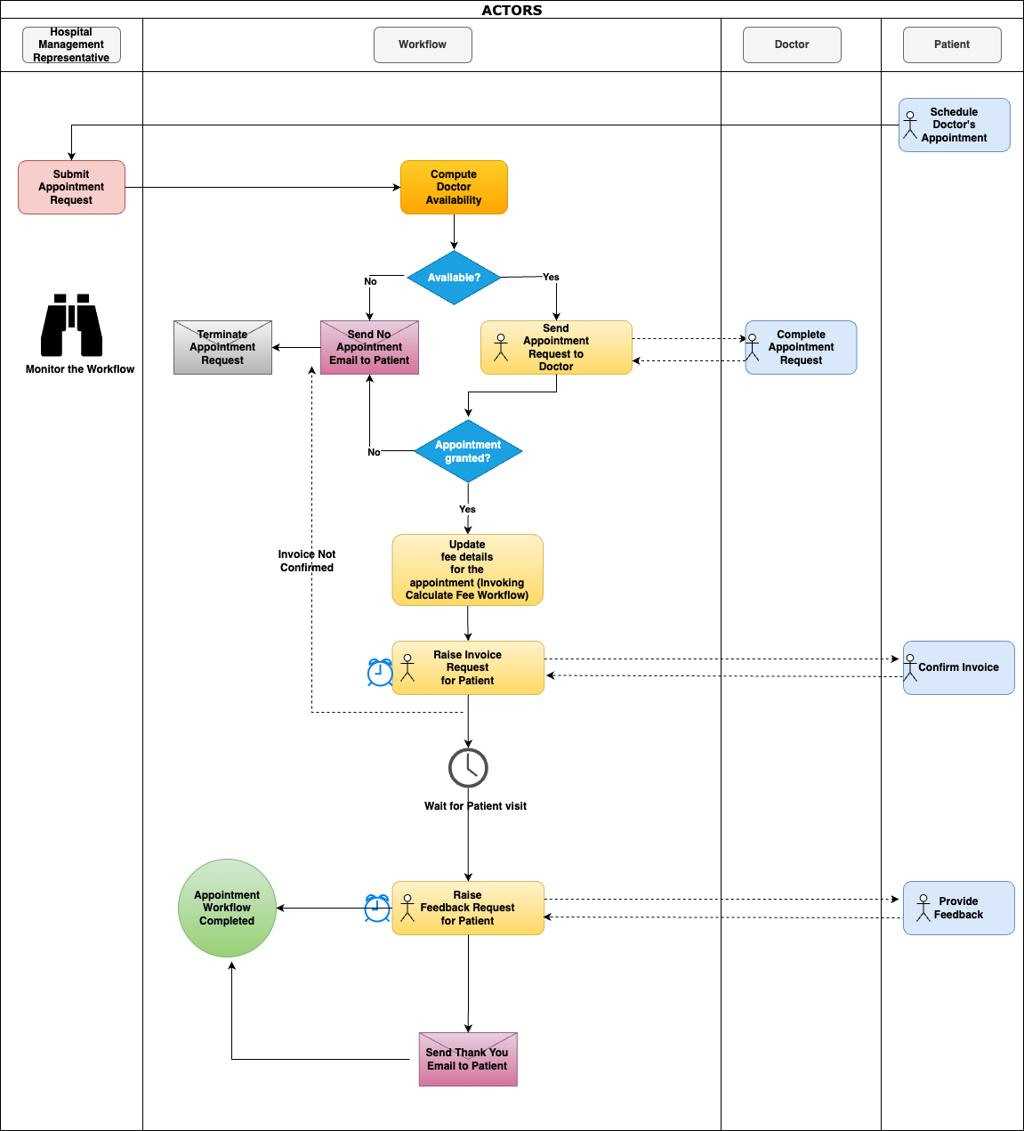 ACTORS
Hospital
Management
Representative
Workflow
Doctor
Patient
Schedule
Doctor's
Appointment
Submit
Appointment
Request
Compute
Doctor
Availability
Available?
No
Yes
Monitor the Workflow
Terminate
Appointment
Request
Send No
Appointment
Email to Patient
Send
Appointment
Request to
Doctor
Complete
Appointment
Request
Appointment
granted?
No
Yes
Invoice Not
Confirmed
Update
fee details
for the
appointment (Invoking
Calculate Fee Workflow)
Raise Invoice
Request
for Patient
Confirm Invoice
Wait for Patient visit
Appointment
Workflow
Completed
Raise
Feedback Request
for Patient
Provide
Feedback
Send Thank You
Email to Patient